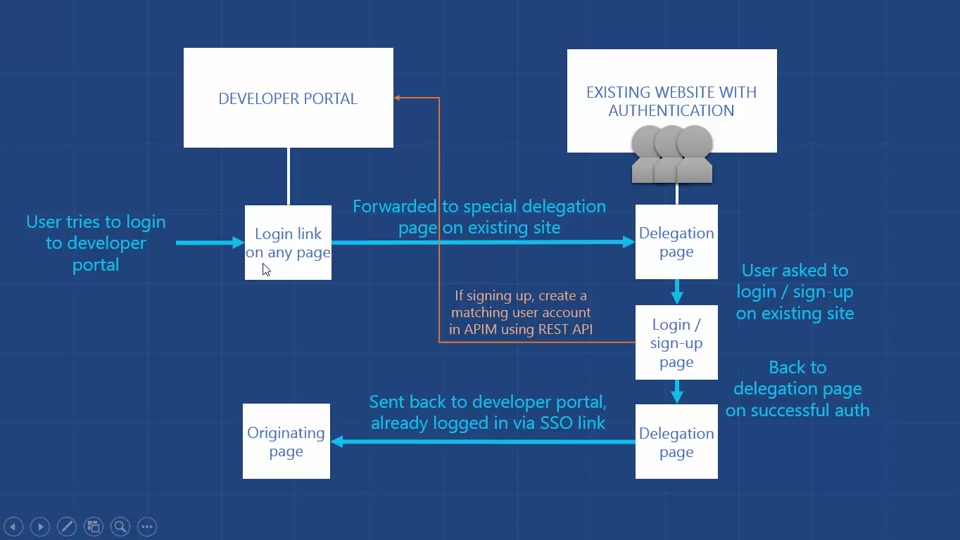 DEVELOPER PORTAL
EXISTING WEBSITE WITH
AUTHENTICATION
User tries to login
to developer
portal
Login link
on any page
Forwarded to special delegation
page on existing site
Delegation
page
User asked to
login / sign-up
on existing site
If signing up, create a
matching user account
in APIM using REST API
Login /
sign-up
page
Back to
delegation page
on successful auth
Sent back to developer portal,
already logged in via SSO link
Originating
page
Delegation
page